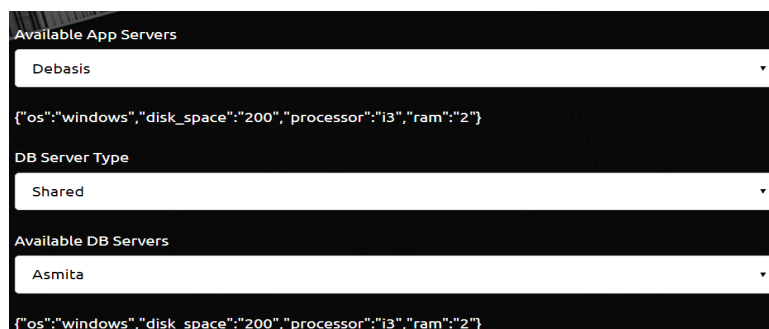 Available App Servers
Debasis
{"os":"windows","disk_space":"200","processor":"i3","ram":"2"}
DB Server Type
Shared
Available DB Servers
Asmita
{"os":"windows","disk_space":"200","processor":"i3","ram":"2"}